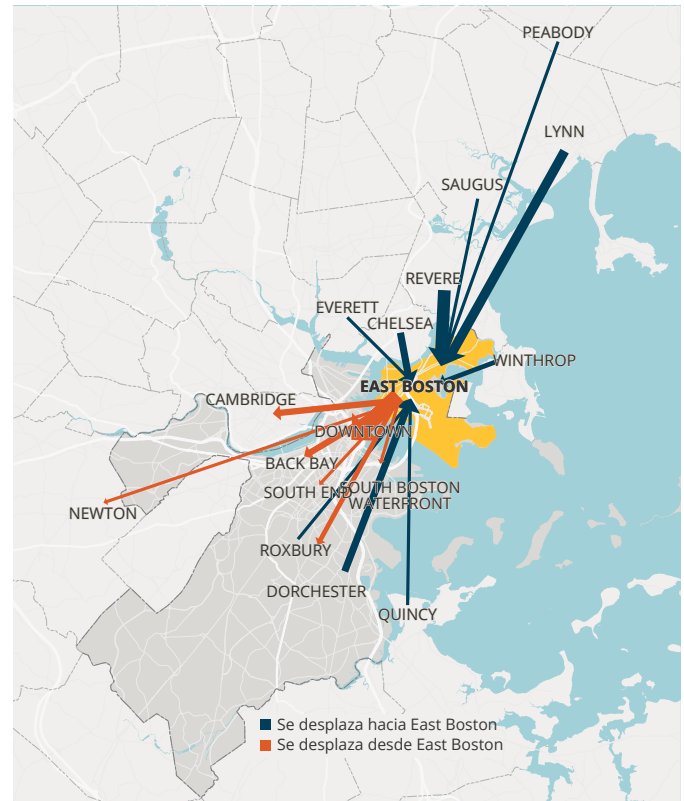 PEABODY
LYNN
SAUGUS
REVERE
EVERETT
CHELSEA
WINTHROP
EAST BOSTON
CAMBRIDGE
DOWNTOWN
BACK BAY
SOUTH END
SOUTH BOSTON
WATERFRONT
NEWTON
ROXBURY
DORCHESTER
QUINCY
Se desplaza hacia East Boston
Se desplaza desde East Boston